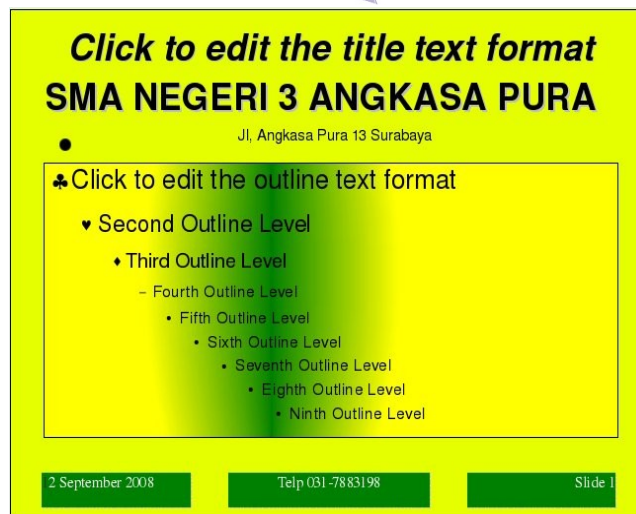 Click to edit the title text format
SMA NEGERI 3 ANGKASA PURA
Jl, Angkasa Pura 13 Surabaya
•
♣Click to edit the outline text format
♥ Second Outline Level
♦ Third Outline Level
– Fourth Outline Level
• Fifth Outline Level
• Sixth Outline Level
• Seventh Outline Level
• Eighth Outline Level
• Ninth Outline Level
2 September 2008 Telp 031-7883198 Slide 1